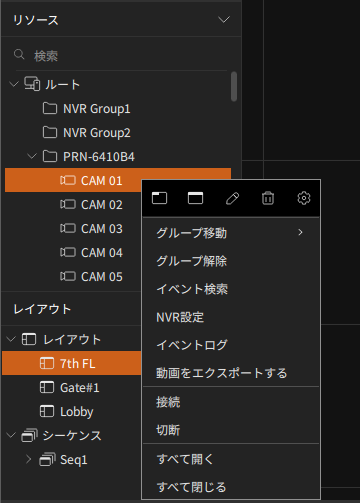 リソース
検索
ルート
NVR Group1
NVR Group2
PRN-6410B4
CAM 01
CAM 02
CAM 03
CAM 04
CAM 05
レイアウト
レイアウト
7th FL
Gate#1
Lobby
シーケンス
Seq1
グループ移動
グループ解除
イベント検索
NVR設定
イベントログ
動画をエクスポートする
接続
切断
すべて開く
すべて閉じる